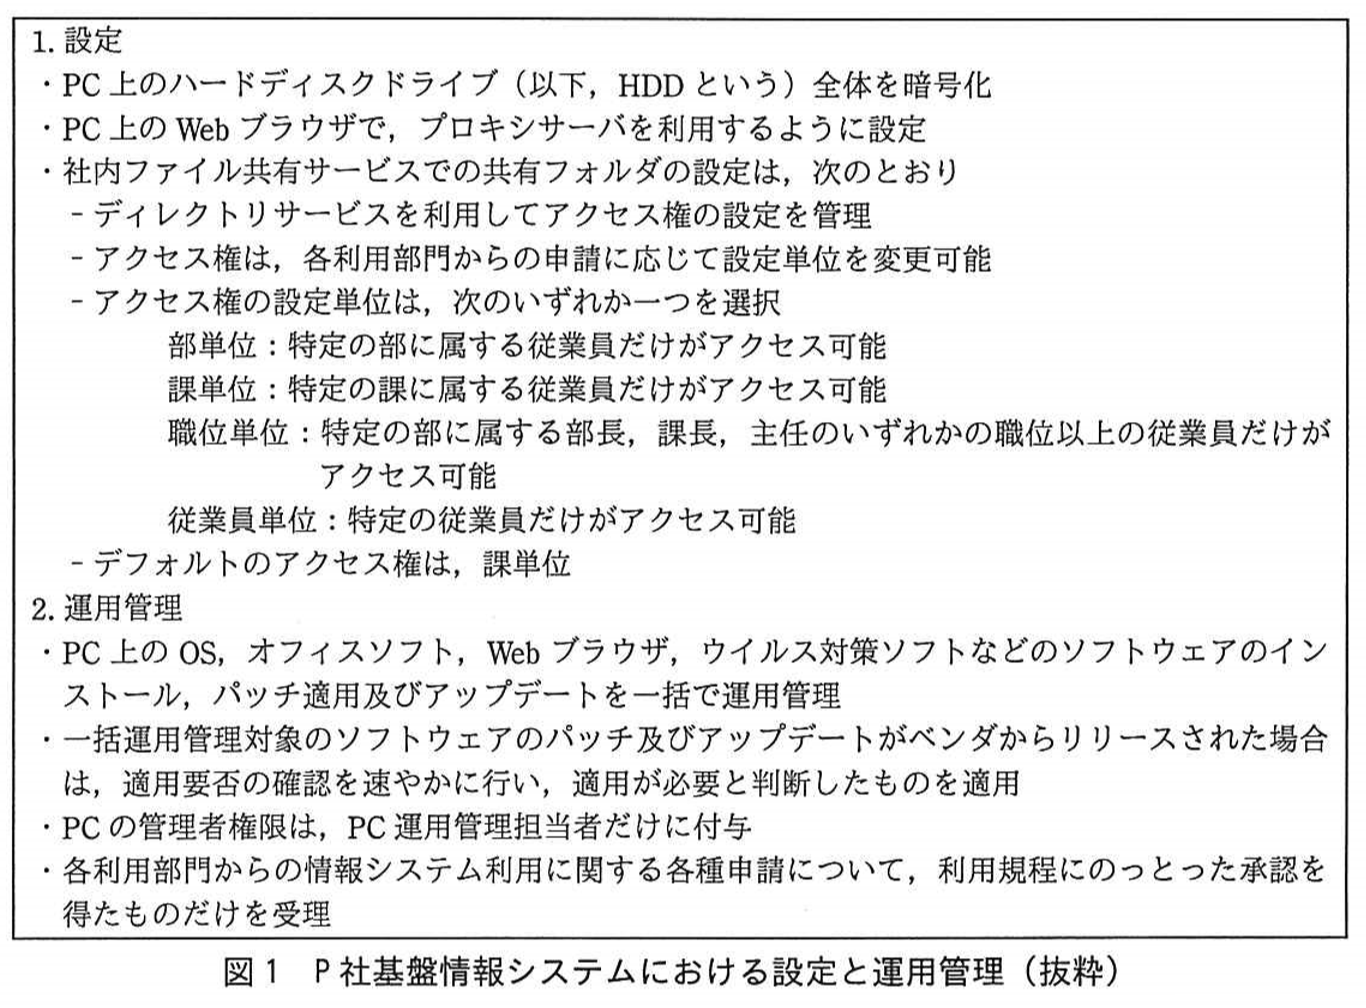 1. 設定
・PC 上のハードディスクドライブ（以下，HDD という）全体を暗号化
・PC 上の Web ブラウザで，プロキシサーバを利用するように設定
・社内ファイル共有サービスでの共有フォルダの設定は，次のとおり
- ディレクトリサービスを利用してアクセス権の設定を管理
- アクセス権は，各利用部門からの申請に応じて設定単位を変更可能
- アクセス権の設定単位は，次のいずれか一つを選択
部単位：特定の部に属する従業員だけがアクセス可能
課単位：特定の課に属する従業員だけがアクセス可能
職位単位：特定の部に属する部長，課長，主任のいずれかの職位以上の従業員だけが
アクセス可能
従業員単位：特定の従業員だけがアクセス可能
- デフォルトのアクセス権は，課単位
2. 運用管理
・PC 上の OS，オフィスソフト，Web ブラウザ，ウイルス対策ソフトなどのソフトウェアのイン
ストール，パッチ適用及びアップデートを一括で運用管理
・一括運用管理対象のソフトウェアのパッチ及びアップデートがベンダからリリースされた場合
は，適用要否の確認を速やかに行い，適用が必要と判断したものを適用
・PC の管理者権限は，PC 運用管理担当者だけに付与
・各利用部門からの情報システム利用に関する各種申請について，利用規程にのっとった承認を
得たものだけを受理
図 1　P 社基盤情報システムにおける設定と運用管理（抜粋）